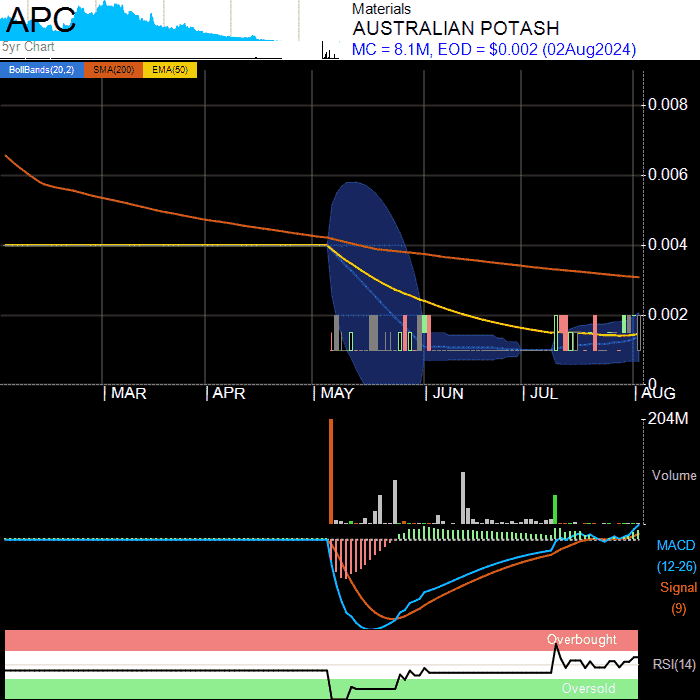 APC
5yr Chart
Materials
AUSTRALIAN POTASH
MC = 8.1M, EOD = $0.002 (02Aug2024)
BollBands(20,2) SMA(200) EMA(50)
0.008
0.006
0.004
0.002
0
MAR APR MAY JUN JUL AUG
204M
Volume
MACD
(12-26)
Signal
(9)
Overbought
RSI(14)
Oversold